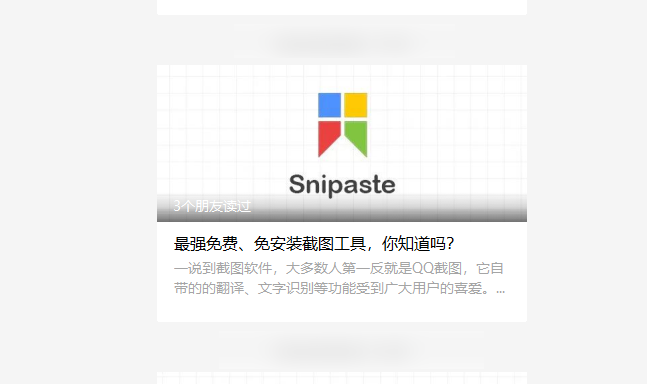 Snipaste
3个朋友读过
最强免费、免安装截图工具，你知道吗？
一说到截图软件，大多数人第一反就是QQ截图，它自
带的的翻译、文字识别等功能受到广大用户的喜爱。...